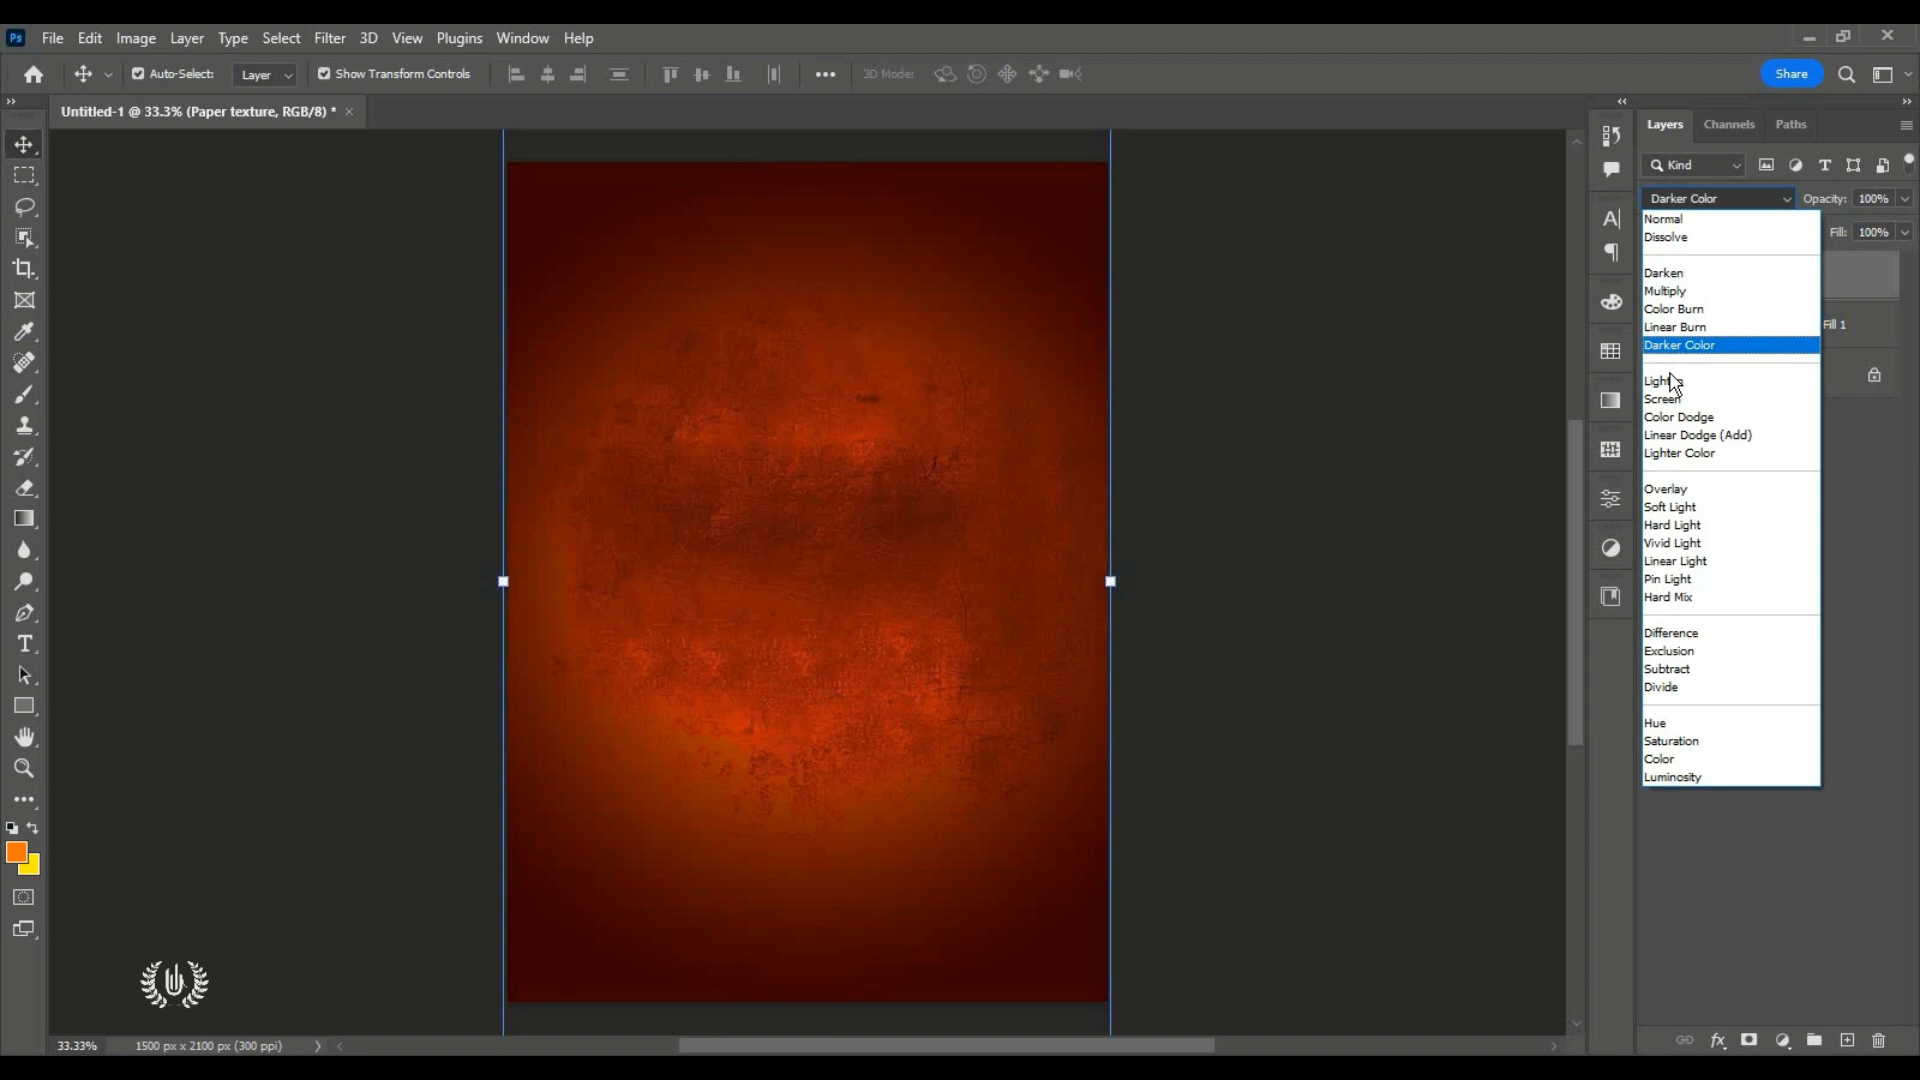 Ps File Edit Image Layer Type Select Filter 3D View Plugins Window Help
Auto-Select: Layer Show Transform Controls 3D Mode: Share
Untitled-1 @ 33.3% (Paper texture, RGB/8) *
Layers Channels Paths
Kind
Darker Color Opacity: 100%
Normal
Fill: 100%
Dissolve
Darken
Multiply
Color Burn
Fill 1
Linear Burn
Darker Color
Lighten
Screen
Color Dodge
Linear Dodge (Add)
Lighter Color
Overlay
Soft Light
Hard Light
Vivid Light
Linear Light
Pin Light
Hard Mix
Difference
Exclusion
Subtract
Divide
Hue
Saturation
Color
Luminosity
33.33% 1500 px x 2100 px (300 ppi)